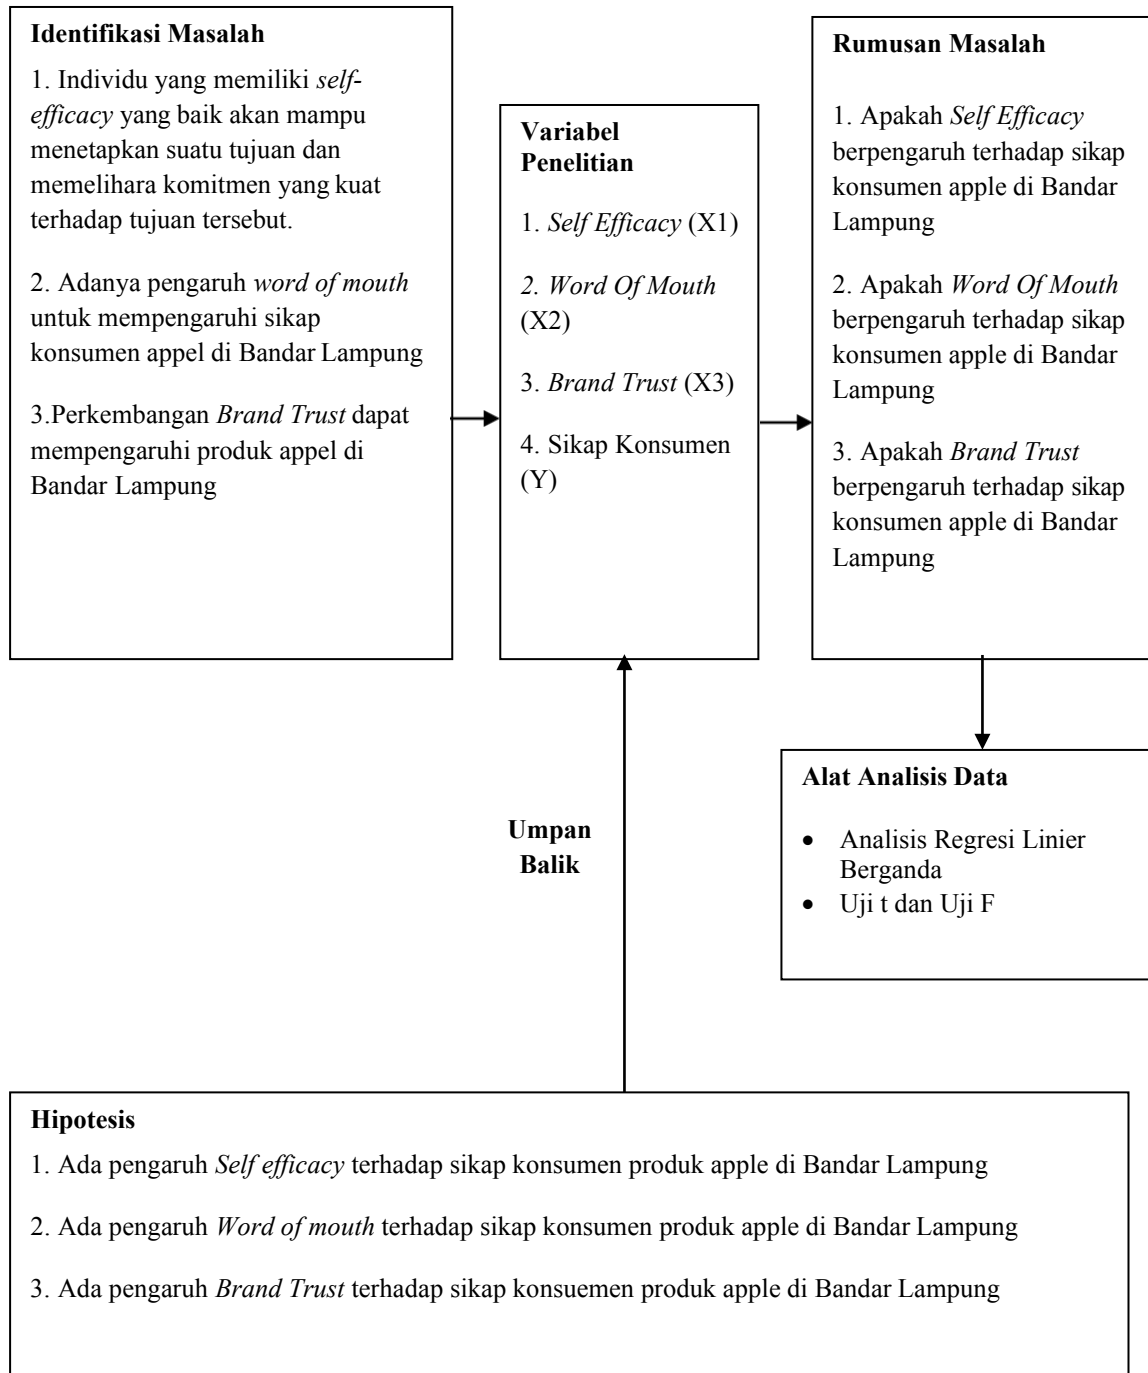 Identifikasi Masalah
1. Individu yang memiliki self-
efficacy yang baik akan mampu
menetapkan suatu tujuan dan
memelihara komitmen yang kuat
terhadap tujuan tersebut.
2. Adanya pengaruh word of mouth
untuk mempengaruhi sikap
konsumen appel di Bandar Lampung
3.Perkembangan Brand Trust dapat
mempengaruhi produk appel di
Bandar Lampung
Variabel
Penelitian
1. Self Efficacy (X1)
2. Word Of Mouth
(X2)
3. Brand Trust (X3)
4. Sikap Konsumen
(Y)
Rumusan Masalah
1. Apakah Self Efficacy
berpengaruh terhadap sikap
konsumen apple di Bandar
Lampung
2. Apakah Word Of Mouth
berpengaruh terhadap sikap
konsumen apple di Bandar
Lampung
3. Apakah Brand Trust
berpengaruh terhadap sikap
konsumen apple di Bandar
Lampung
Umpan
Balik
Alat Analisis Data
• Analisis Regresi Linier
Berganda
• Uji t dan Uji F
Hipotesis
1. Ada pengaruh Self efficacy terhadap sikap konsumen produk apple di Bandar Lampung
2. Ada pengaruh Word of mouth terhadap sikap konsumen produk apple di Bandar Lampung
3. Ada pengaruh Brand Trust terhadap sikap konsuemen produk apple di Bandar Lampung